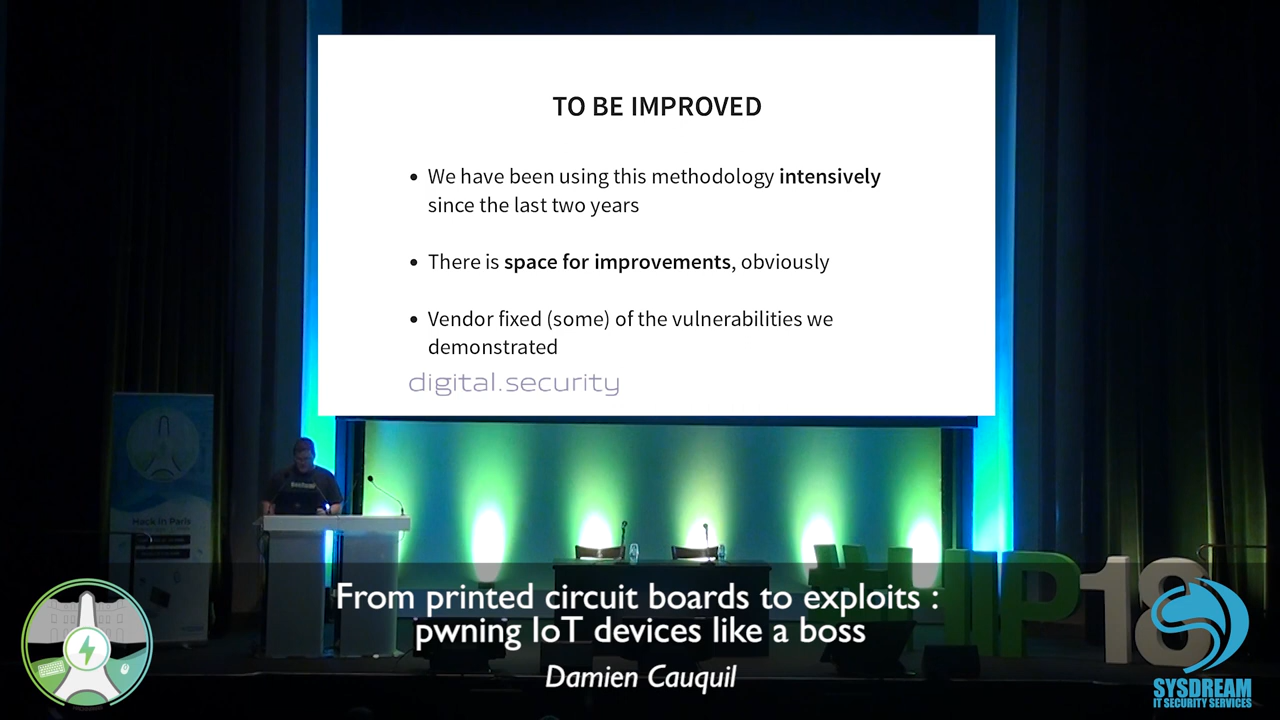 TO BE IMPROVED
• We have been using this methodology intensively
since the last two years
• There is space for improvements, obviously
• Vendor fixed (some) of the vulnerabilities we
demonstrated
digital.security
Hack In Paris
HIP18
From printed circuit boards to exploits :
pwning IoT devices like a boss
Damien Cauquil
SYSDREAM
IT SECURITY SERVICES